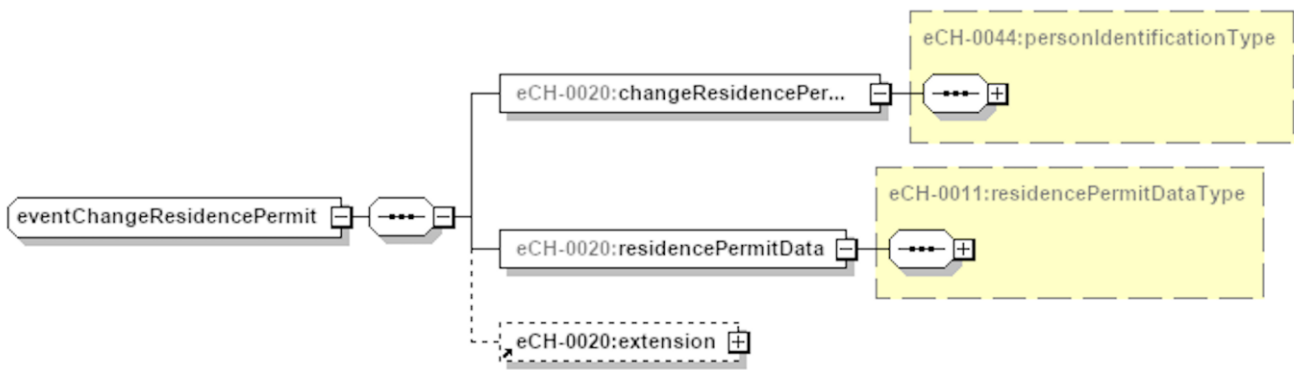 eCH-0044:personIdentificationType
eCH-0020:changeResidencePer...
eCH-0011:residencePermitDataType
eventChangeResidencePermit
eCH-0020:residencePermitData
eCH-0020:extension